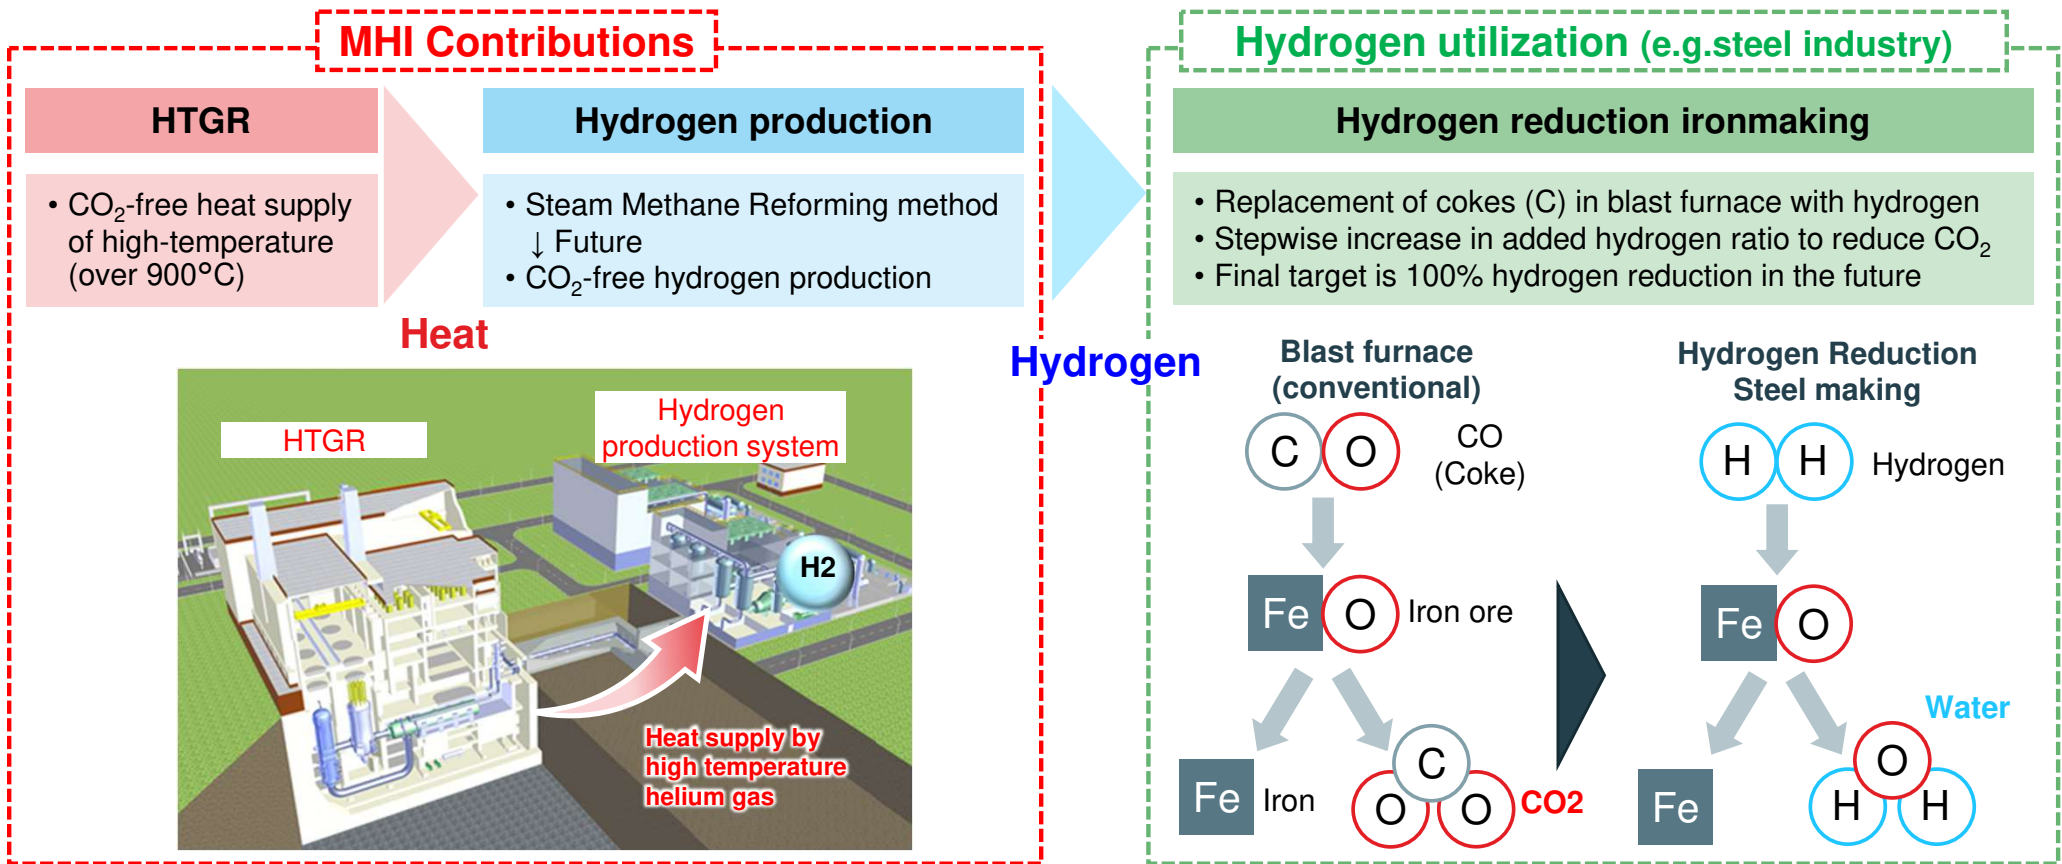 MHI Contributions
HTGR
• CO₂-free heat supply
of high-temperature
(over 900°C)
Hydrogen production
• Steam Methane Reforming method
↓ Future
• CO₂-free hydrogen production
Heat
HTGR
Hydrogen
production system
H2
Heat supply by
high temperature
helium gas
Hydrogen
Hydrogen utilization (e.g.steel industry)
Hydrogen reduction ironmaking
• Replacement of cokes (C) in blast furnace with hydrogen
• Stepwise increase in added hydrogen ratio to reduce CO₂
• Final target is 100% hydrogen reduction in the future
Blast furnace
(conventional)
C O
CO
(Coke)
Fe O
Iron ore
Fe
Iron
C
O O
CO2
Hydrogen Reduction
Steel making
H H
Hydrogen
Fe O
Water
Fe
O
H H